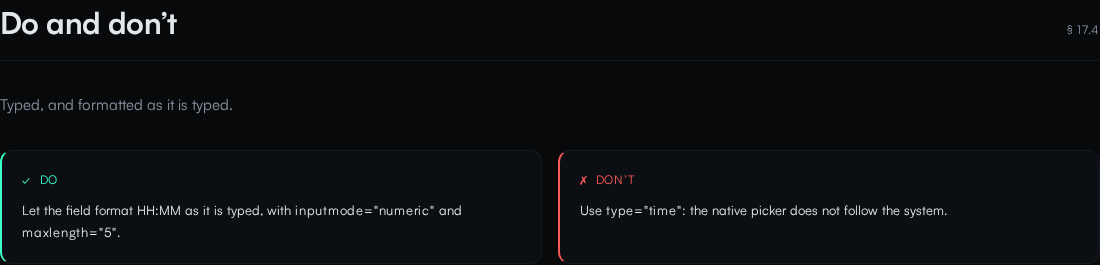 Do and don’t
§ 17.4
Typed, and formatted as it is typed.
✓ DO
Let the field format HH:MM as it is typed, with inputmode="numeric" and
maxlength="5".
✗ DON’T
Use type="time": the native picker does not follow the system.